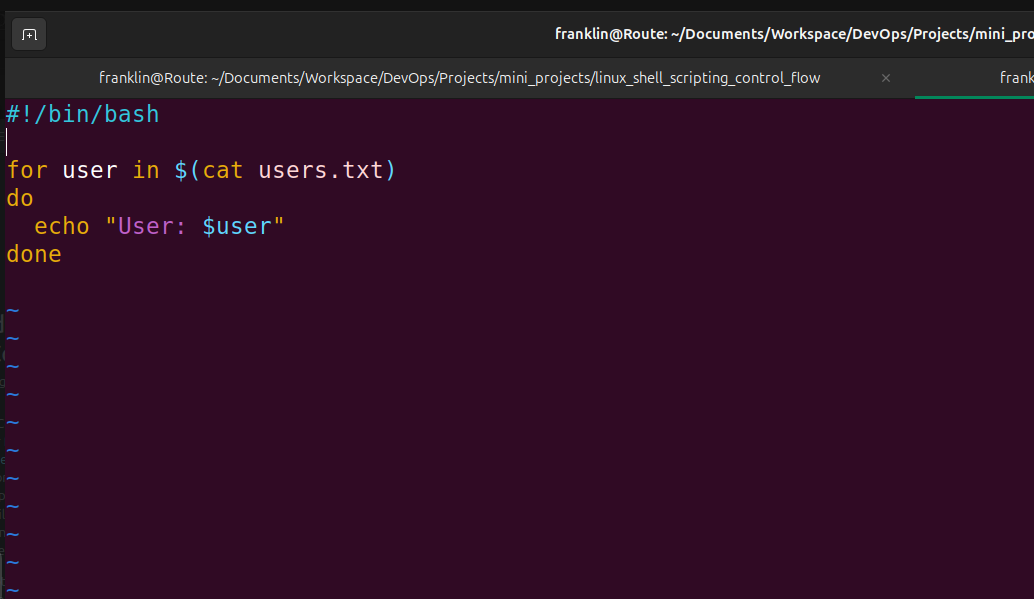 franklin@Route: ~/Documents/Workspace/DevOps/Projects/mini_pro
franklin@Route: ~/Documents/Workspace/DevOps/Projects/mini_projects/linux_shell_scripting_control_flow × frank
#!/bin/bash
for user in $(cat users.txt)
do
  echo "User: $user"
done
~
~
~
~
~
~
~
~
~
~
~